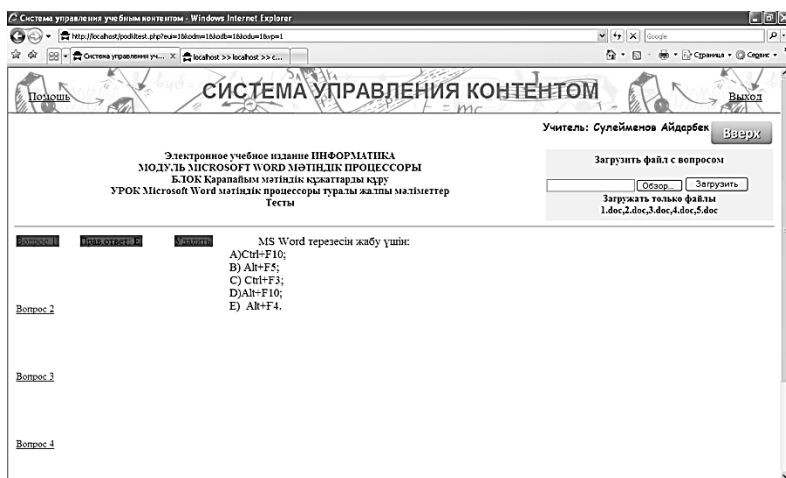 Система управления учебным контентом - Windows Internet Explorer
http://localhost/podliltest.php?eui=1&kodm=1&kodb=1&kodu=1&vp=1
Google
Система управления уч... X
localhost >> localhost >> c...
Страница
Сервис
Помощь
СИСТЕМА УПРАВЛЕНИЯ КОНТЕНТОМ
Выход
Учитель: Сулейменов Айдарбек
Вверх
Электронное учебное издание ИНФОРМАТИКА
МОДУЛЬ MICROSOFT WORD МӘТІНДІК ПРОЦЕССОРЫ
БЛОК Қарапайым мәтіндік құжаттарды құру
УРОК Microsoft Word мәтіндік процессоры туралы жалпы мәліметтер
Тесты
Загрузить файл с вопросом
Обзор... Загрузить
Загружать только файлы
1.doc,2.doc,3.doc,4.doc,5.doc
Вопрос 1 Прав.ответ: E Удалить MS Word терезесін жабу үшін:
A)Ctrl+F10;
B) Alt+F5;
C) Ctrl+F3;
D)Alt+F10;
E) Alt+F4.
Вопрос 2
Вопрос 3
Вопрос 4